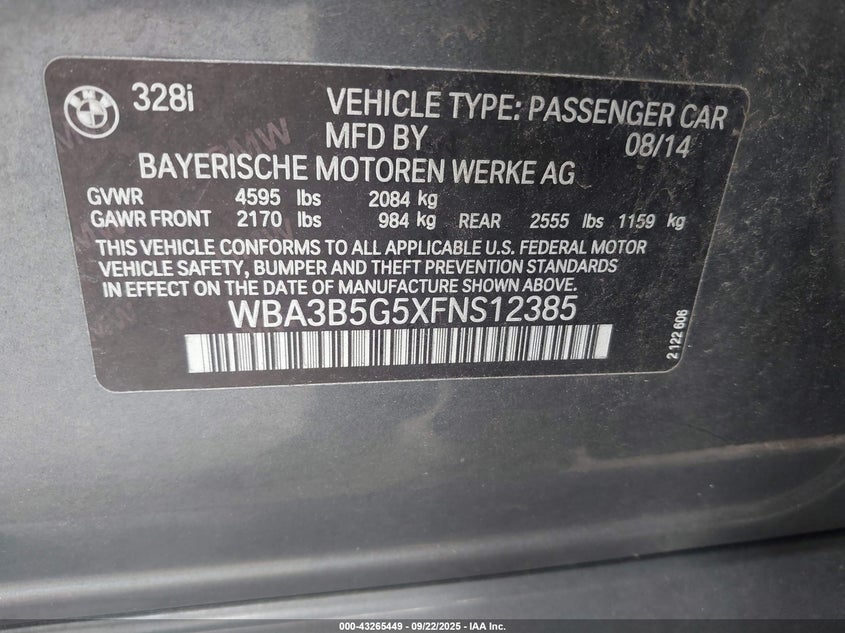 328i
VEHICLE TYPE: PASSENGER CAR
MFD BY 08/14
BAYERISCHE MOTOREN WERKE AG
GVWR 4595 lbs 2084 kg
GAWR FRONT 2170 lbs 984 kg REAR 2555 lbs 1159 kg
THIS VEHICLE CONFORMS TO ALL APPLICABLE U.S. FEDERAL MOTOR
VEHICLE SAFETY, BUMPER AND THEFT PREVENTION STANDARDS
IN EFFECT ON THE DATE OF MANUFACTURE SHOWN ABOVE.
WBA3B5G5XFNS12385
2 122 606
000-43265449 - 09/22/2025 - IAA Inc.